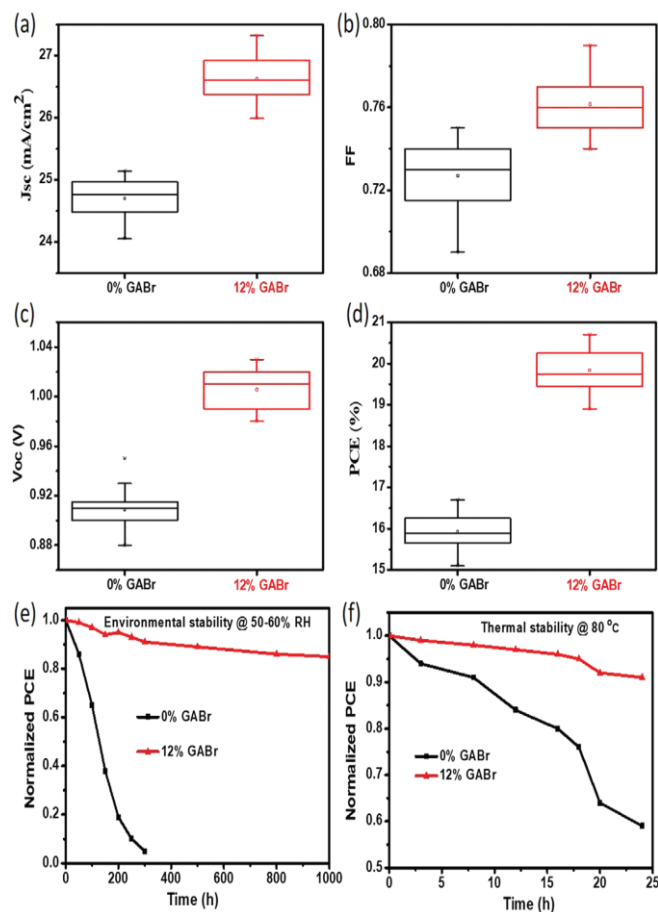 (a)
27
26
25
24
Jsc (mA/cm²)
0% GABr
12% GABr
(b)
0.80
0.76
0.72
0.68
FF
0% GABr
12% GABr
(c)
1.04
1.00
0.96
0.92
0.88
Voc (V)
0% GABr
12% GABr
(d)
21
20
19
18
17
16
15
PCE (%)
0% GABr
12% GABr
(e)
Environmental stability @ 50-60% RH
1.0
0.8
0.6
0.4
0.2
0.0
Normalized PCE
0% GABr
12% GABr
0
200
400
600
800
1000
Time (h)
(f)
Thermal stability @ 80 °C
1.0
0.9
0.8
0.7
0.6
0.5
Normalized PCE
0% GABr
12% GABr
0
5
10
15
20
25
Time (h)